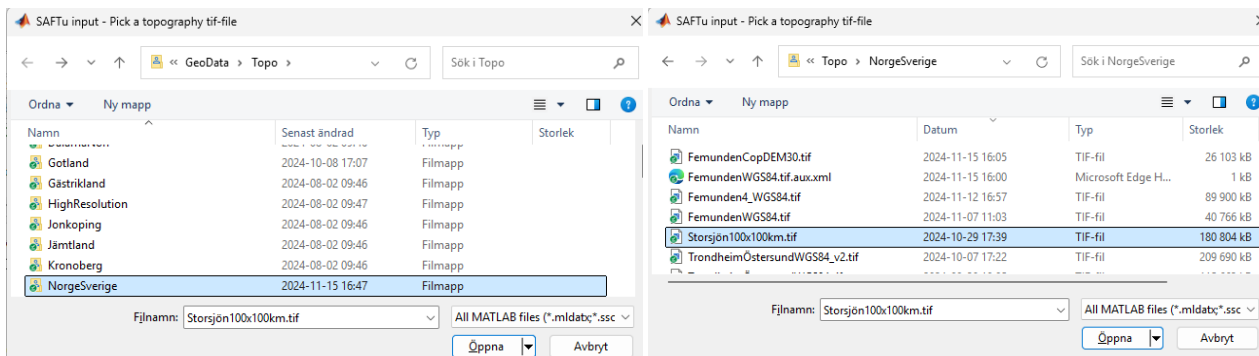 SAFTu input - Pick a topography tif-file
« GeoData › Topo ›
Sök i Topo
Ordna Ny mapp
Namn Senast ändrad Typ Storlek
Gotland 2024-10-08 17:07 Filmapp
Gästrikland 2024-08-02 09:46 Filmapp
HighResolution 2024-08-02 09:47 Filmapp
Jonkoping 2024-08-02 09:46 Filmapp
Jämtland 2024-08-02 09:46 Filmapp
Kronoberg 2024-08-02 09:46 Filmapp
NorgeSverige 2024-11-15 16:47 Filmapp
Filnamn: Storsjön100x100km.tif All MATLAB files (*.mldatx;*.ssc
Öppna Avbryt
SAFTu input - Pick a topography tif-file
« Topo › NorgeSverige
Sök i NorgeSverige
Ordna Ny mapp
Namn Datum Typ Storlek
FemundenCopDEM30.tif 2024-11-15 16:05 TIF-fil 26 103 kB
FemundenWGS84.tif.aux.xml 2024-11-15 16:00 Microsoft Edge H... 1 kB
Femunden4_WGS84.tif 2024-11-12 16:57 TIF-fil 89 900 kB
FemundenWGS84.tif 2024-11-07 11:03 TIF-fil 40 766 kB
Storsjön100x100km.tif 2024-10-29 17:39 TIF-fil 180 804 kB
TrondheimÖstersundWGS84_v2.tif 2024-10-07 17:22 TIF-fil 209 690 kB
Filnamn: Storsjön100x100km.tif All MATLAB files (*.mldatx;*.ssc
Öppna Avbryt